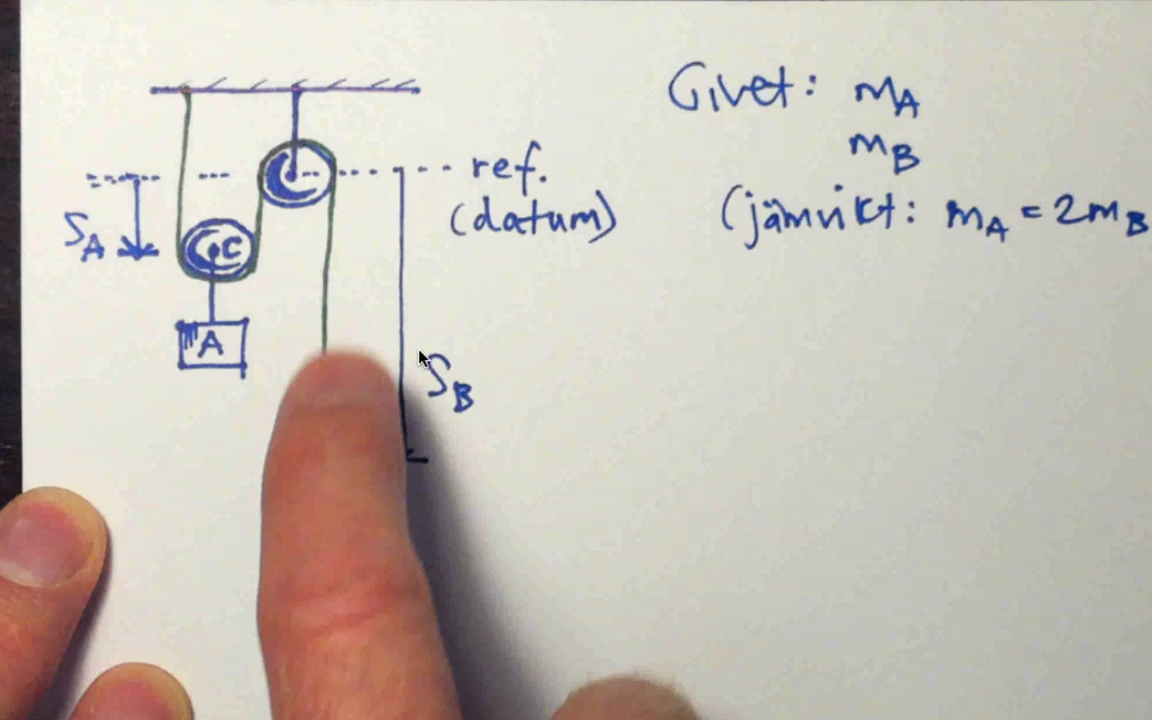 Givet: mA
mB
(jämvikt: mA = 2mB
ref.
(datum)
SA
C
A
SB